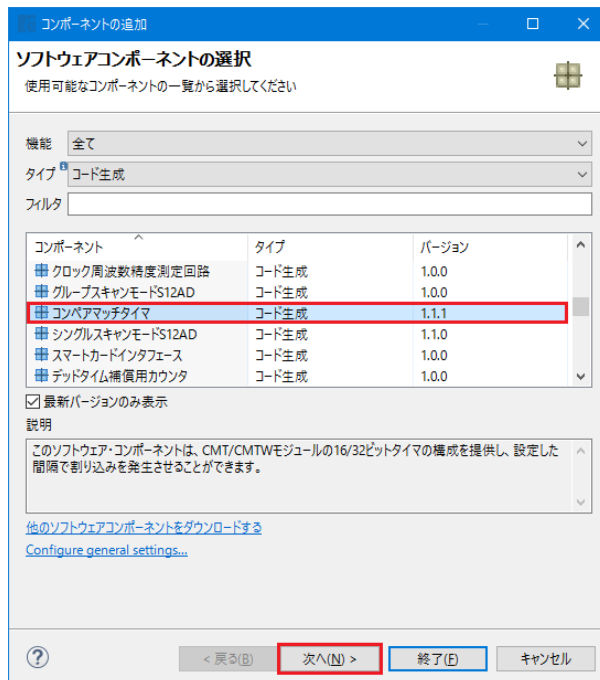 コンポーネントの追加
ソフトウェアコンポーネントの選択
使用可能なコンポーネントの一覧から選択してください
機能 全て
タイプ コード生成
フィルタ
コンポーネント タイプ バージョン
クロック周波数精度測定回路 コード生成 1.0.0
グループスキャンモードS12AD コード生成 1.0.0
コンペアマッチタイマ コード生成 1.1.1
シングルスキャンモードS12AD コード生成 1.1.0
スマートカードインタフェース コード生成 1.0.0
デッドタイム補償用カウンタ コード生成 1.0.0
最新バージョンのみ表示
説明
このソフトウェア・コンポーネントは、CMT/CMTWモジュールの16/32ビットタイマの構成を提供し、設定した
間隔で割り込みを発生させることができます。
他のソフトウェアコンポーネントをダウンロードする
Configure general settings...
? < 戻る(B) 次へ(N) > 終了(F) キャンセル